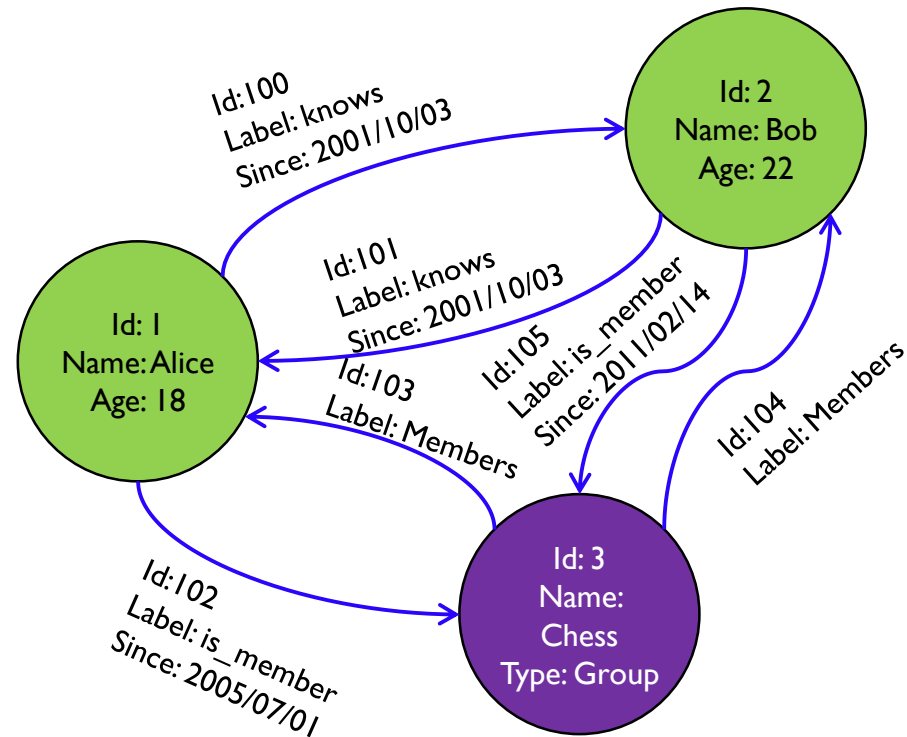 Id:100
Label: knows
Since: 2001/10/03
Id: 2
Name: Bob
Age: 22
Id:101
Label: knows
Since: 2001/10/03
Id: 1
Name: Alice
Age: 18
Id:105
Label: is_member
Since: 2011/02/14
Id:103
Label: Members
Id:104
Label: Members
Id:102
Label: is_member
Since: 2005/07/01
Id: 3
Name:
Chess
Type: Group